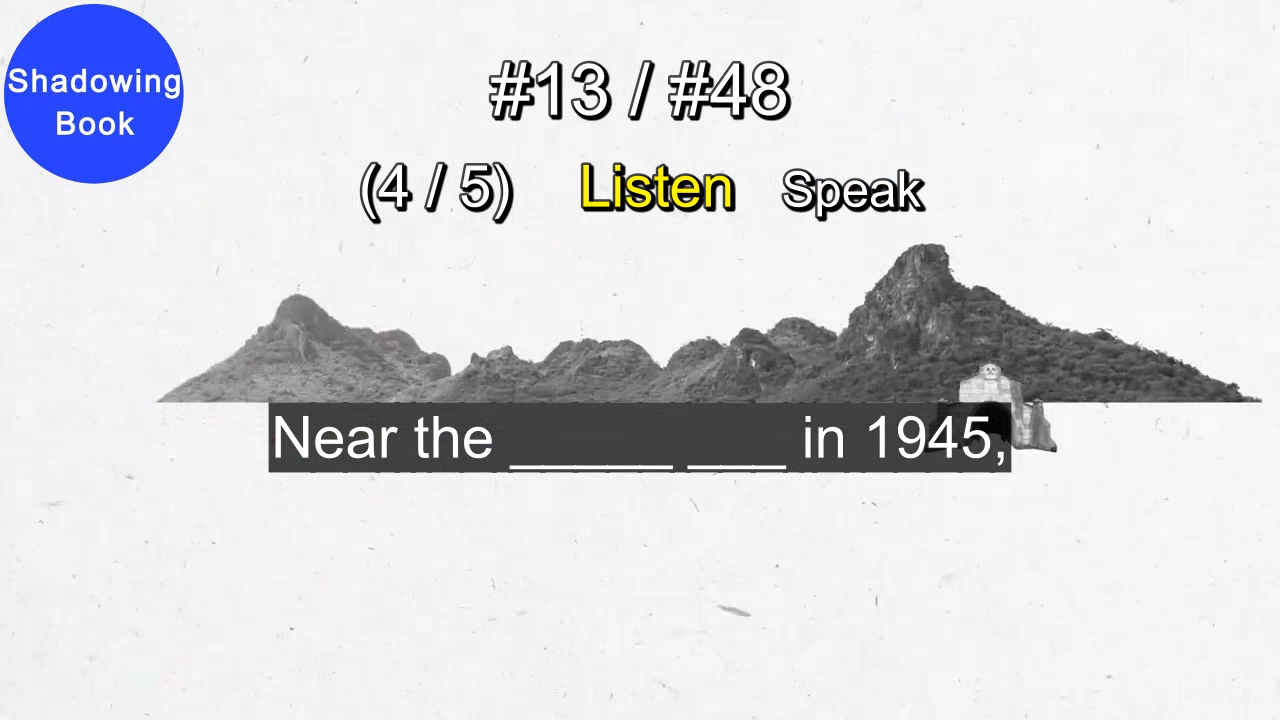 Shadowing
Book
#13 / #48
(4 / 5) Listen Speak
Near the _____ ___ in 1945,